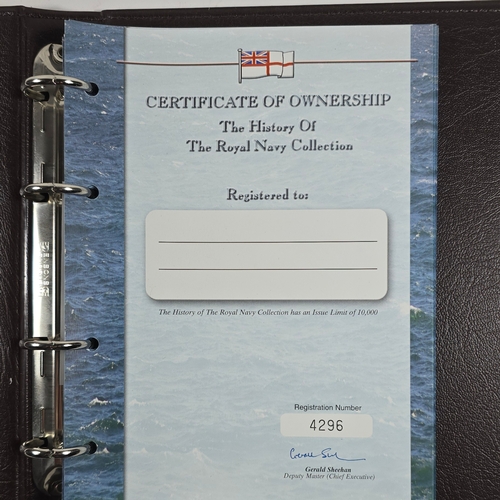 CERTIFICATE OF OWNERSHIP
The History Of
The Royal Navy Collection
Registered to:
The History of The Royal Navy Collection has an Issue Limit of 10,000
Registration Number
4296
Gerald Sheehan
Deputy Master (Chief Executive)